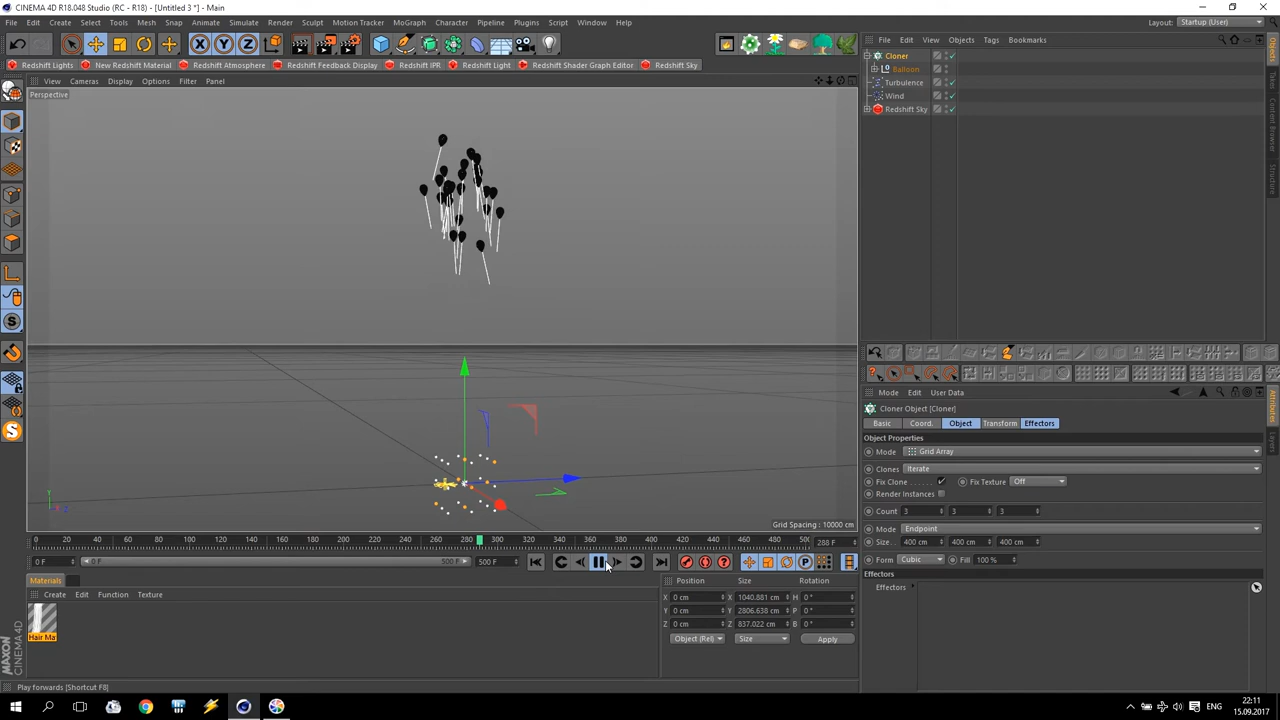 CINEMA 4D R18.048 Studio (RC - R18) - [Untitled 3 *] - Main
File Edit Create Select Tools Mesh Snap Animate Simulate Render Sculpt Motion Tracker MoGraph Character Pipeline Plugins Script Window Help
Layout: Startup (User)
X Y Z
File Edit View Objects Tags Bookmarks
Redshift Lights New Redshift Material Redshift Atmosphere Redshift Feedback Display Redshift IPR Redshift Light Redshift Shader Graph Editor Redshift Sky
Cloner
Balloon
Turbulence
Wind
Redshift Sky
View Cameras Display Options Filter Panel
Perspective
Objects
Takes
Content Browser
Structure
Mode Edit User Data
Cloner Object [Cloner]
Basic Coord. Object Transform Effectors
Object Properties
Mode Grid Array
Clones Iterate
Fix Clone Fix Texture Off
Render Instances
Count 3 3 3
Mode Endpoint
Size 400 cm 400 cm 400 cm
Form Cubic Fill 100 %
Effectors
Effectors
Attributes
Layers
Grid Spacing : 10000 cm
0 20 40 60 80 100 120 140 160 180 200 220 240 260 280 300 320 340 360 380 400 420 440 460 480 500
288 F
0 F 0 F 500 F 500 F
Materials
Create Edit Function Texture
Hair Ma
Position Size Rotation
X 0 cm X 1040.881 cm H 0 °
Y 0 cm Y 2806.638 cm P 0 °
Z 0 cm Z 837.022 cm B 0 °
Object (Rel) Size Apply
MAXON
CINEMA 4D
Play forwards [Shortcut F8]
ENG
22:11
15.09.2017